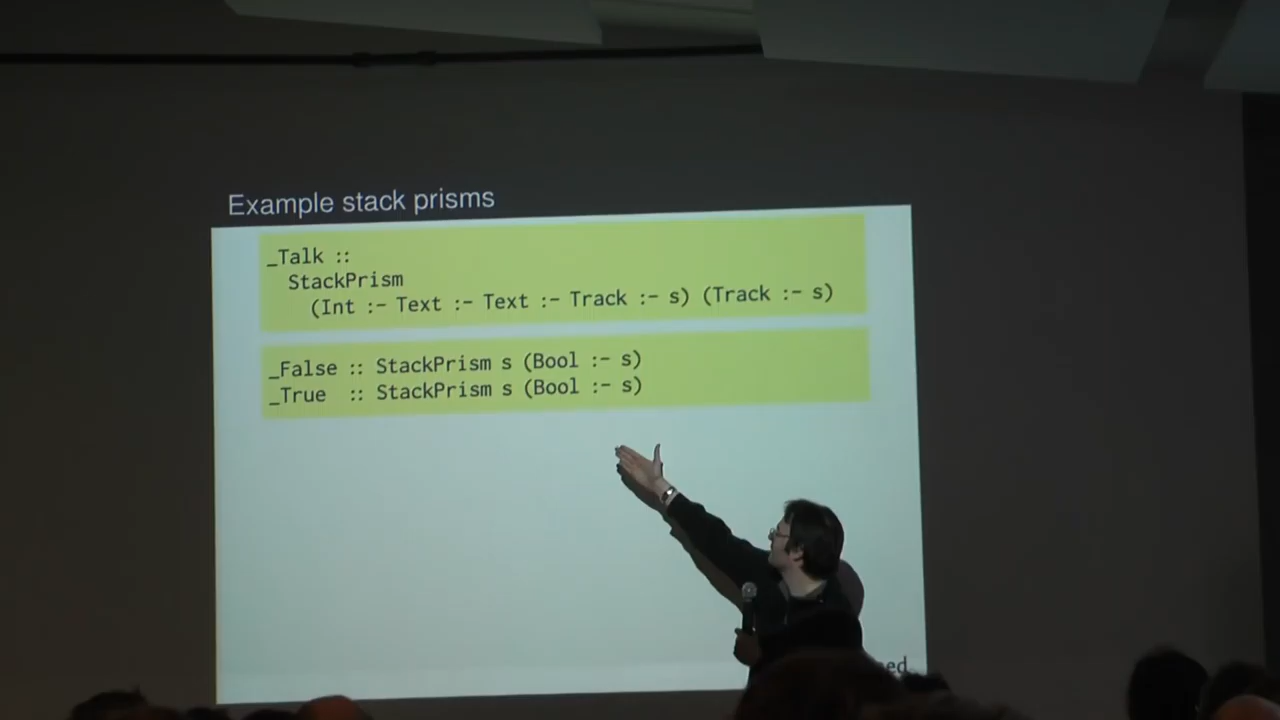 Example stack prisms
_Talk ::
StackPrism
(Int :- Text :- Text :- Track :- s) (Track :- s)
_False :: StackPrism s (Bool :- s)
_True :: StackPrism s (Bool :- s)